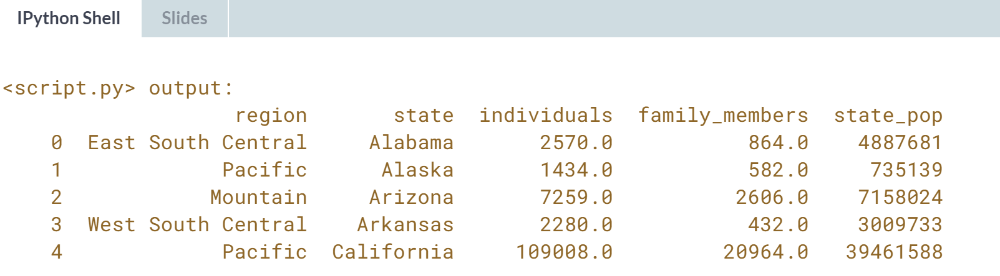 IPython Shell Slides
<script.py> output:
                   region       state  individuals  family_members  state_pop
    0  East South Central     Alabama       2570.0           864.0    4887681
    1             Pacific      Alaska       1434.0           582.0     735139
    2            Mountain     Arizona       7259.0          2606.0    7158024
    3  West South Central    Arkansas       2280.0           432.0    3009733
    4             Pacific  California     109008.0         20964.0   39461588